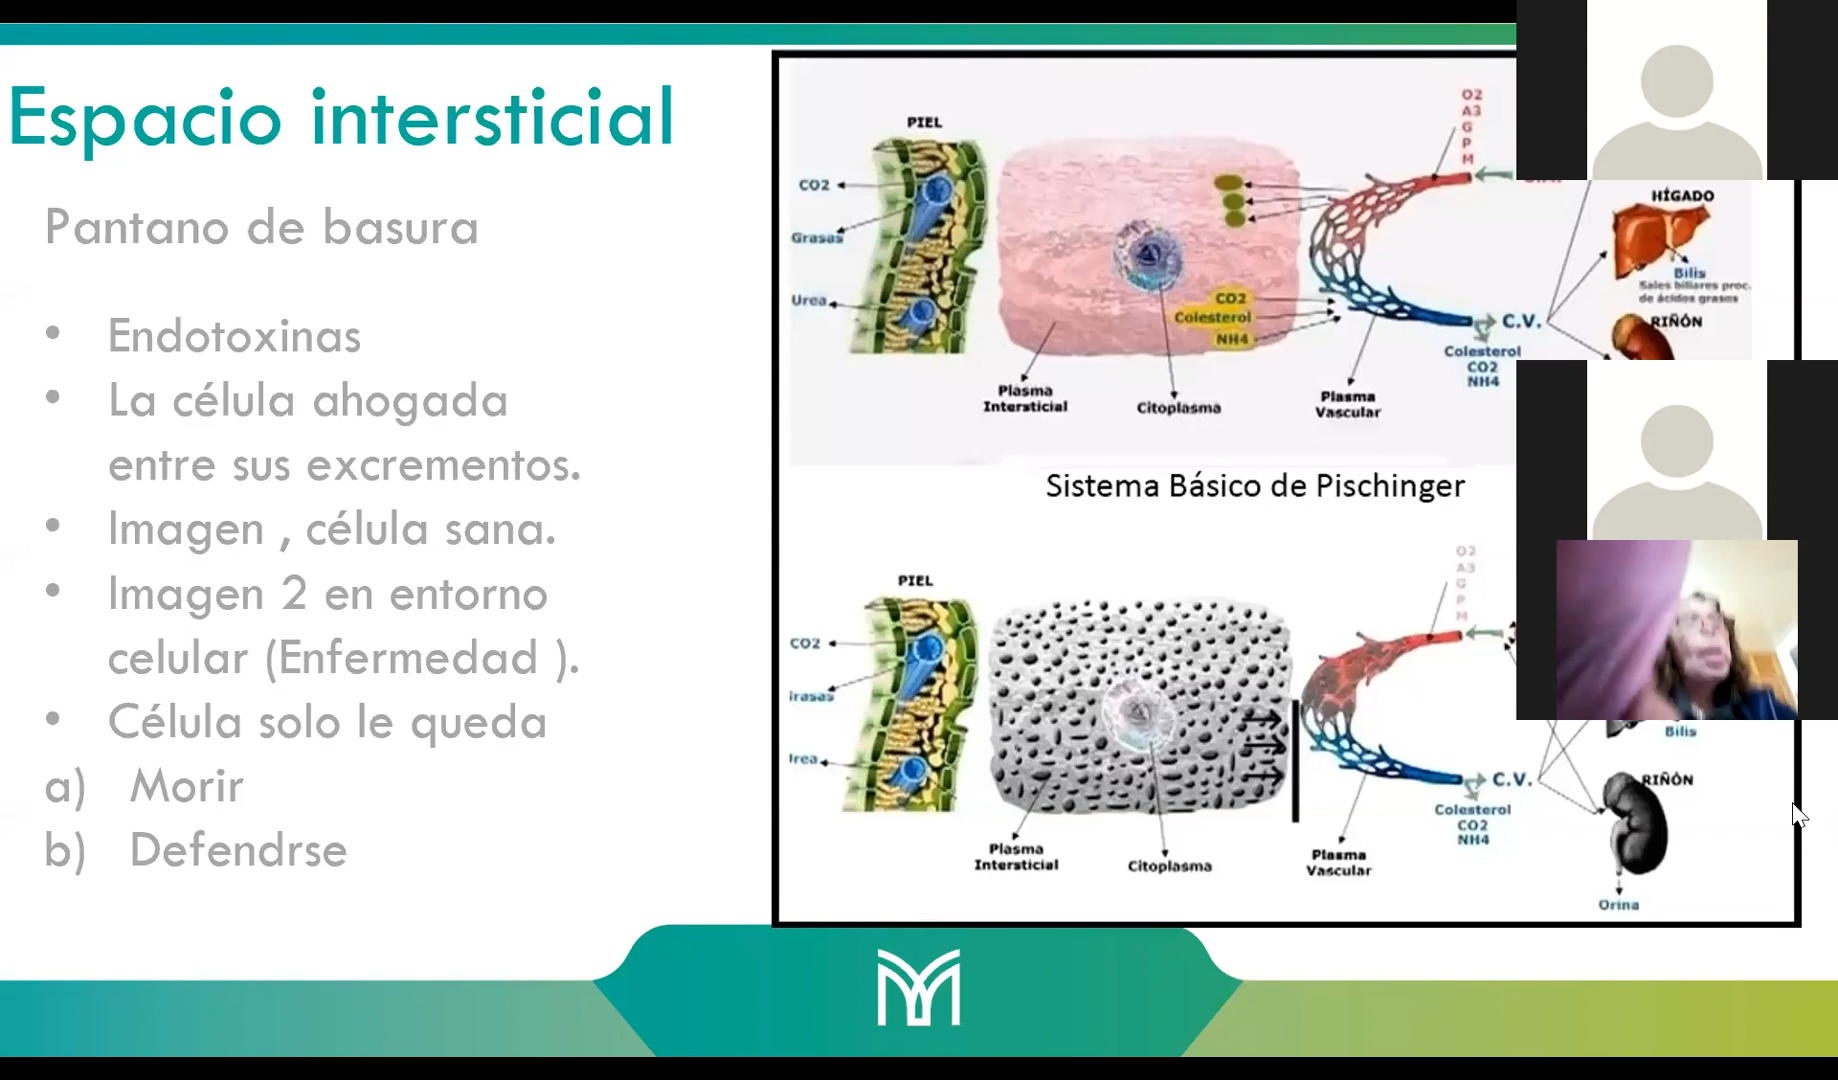 Espacio intersticial
Pantano de basura
• Endotoxinas
• La célula ahogada
entre sus excrementos.
• Imagen , célula sana.
• Imagen 2 en entorno
celular (Enfermedad ).
• Célula solo le queda
a) Morir
b) Defendrse
PIEL
CO2
Grasas
Urea
CO2
Colesterol
NH4
Plasma
Intersticial
Citoplasma
Plasma
Vascular
O2
A3
G
P
M
C.V.
Colesterol
CO2
NH4
HÍGADO
Bilis
Sales biliares proc.
de ácidos grasos
RIÑÓN
Sistema Básico de Pischinger
PIEL
CO2
irasas
Irea
Plasma
Intersticial
Citoplasma
Plasma
Vascular
O2
A3
G
P
M
C.V.
Colesterol
CO2
NH4
Bilis
RIÑÓN
Orina